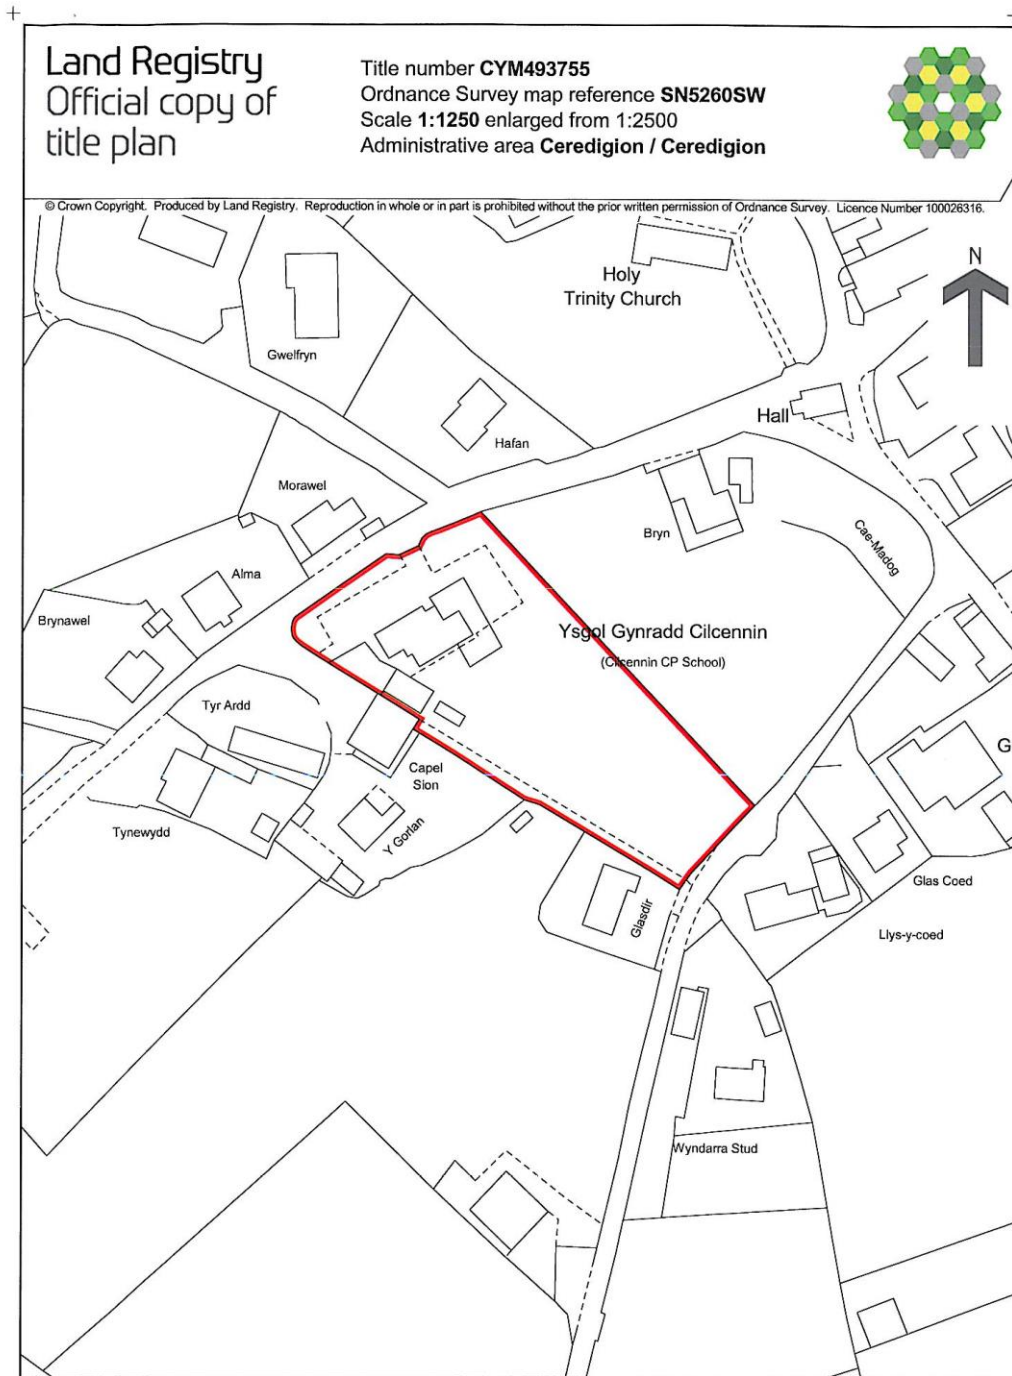 Land Registry
Official copy of
title plan
Title number CYM493755
Ordnance Survey map reference SN5260SW
Scale 1:1250 enlarged from 1:2500
Administrative area Ceredigion / Ceredigion
© Crown Copyright. Produced by Land Registry. Reproduction in whole or in part is prohibited without the prior written permission of Ordnance Survey. Licence Number 100026316.
N
Holy
Trinity Church
Gwelfryn
Hall
Hafan
Morawel
Bryn
Cae-Madog
Alma
Brynawel
Ysgol Gynradd Cilcennin
(Cilcennin CP School)
Tyr Ardd
G
Capel
Sion
Tynewydd
Y Gorlan
Glas Coed
Glasdir
Llys-y-coed
Wyndarra Stud